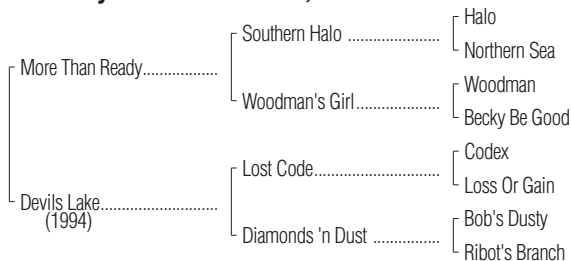 Halo
Southern Halo ....................
Northern Sea
More Than Ready.................
Woodman
Woodman's Girl..................
Becky Be Good
Codex
Lost Code...........................
Loss Or Gain
Devils Lake..........................
(1994)
Bob's Dusty
Diamonds 'n Dust ...............
Ribot's Branch